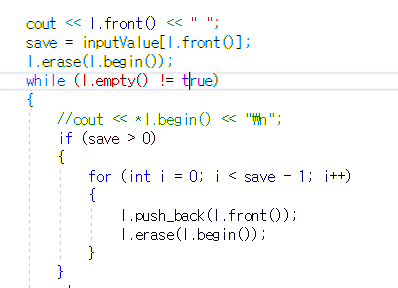 cout << l.front() << " ";
save = inputValue[l.front()];
l.erase(l.begin());
while (l.empty() != true)
{
//cout << *l.begin() << "₩n";
if (save > 0)
{
for (int i = 0; i < save - 1; i++)
{
l.push_back(l.front());
l.erase(l.begin());
}
}